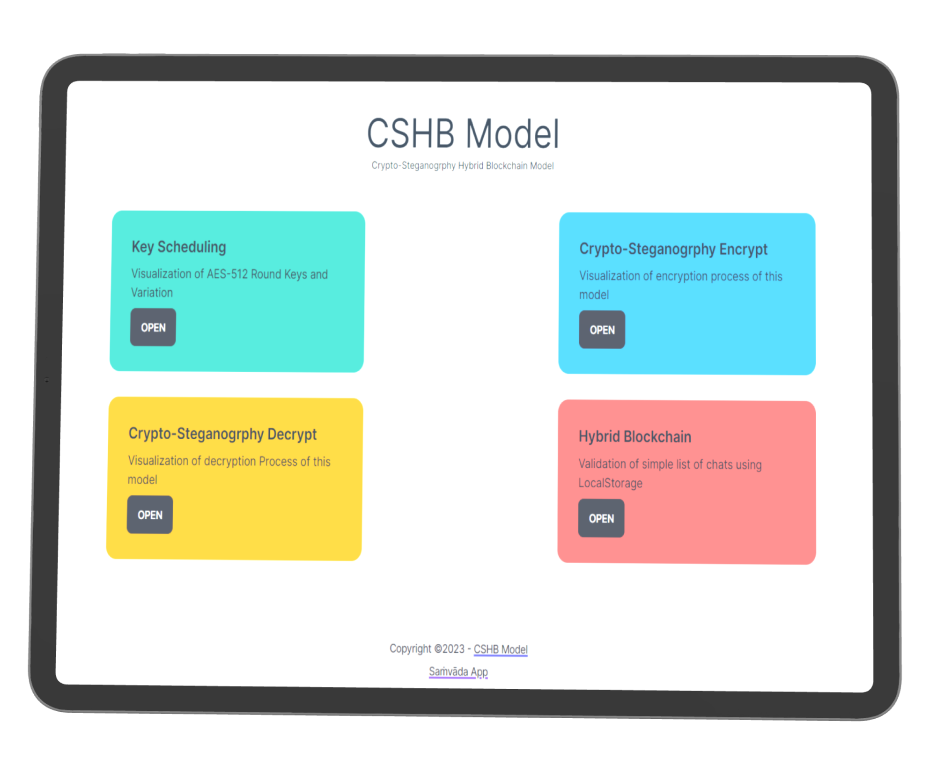 CSHB Model
Crypto-Steganogrphy Hybrid Blockchain Model
Key Scheduling
Visualization of AES-512 Round Keys and
Variation
OPEN
Crypto-Steganogrphy Encrypt
Visualization of encryption process of this
model
OPEN
Crypto-Steganogrphy Decrypt
Visualization of decryption Process of this
model
OPEN
Hybrid Blockchain
Validation of simple list of chats using
LocalStorage
OPEN
Copyright ©2023 - CSHB Model
Saṁvāda App